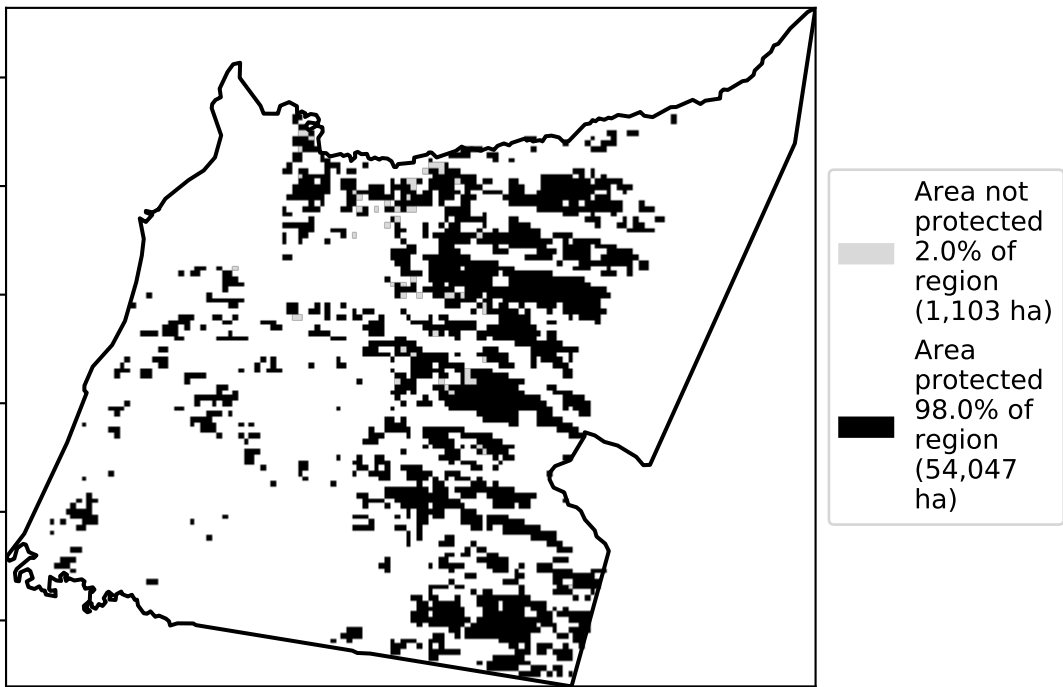 Area not
protected
2.0% of
region
(1,103 ha)
Area
protected
98.0% of
region
(54,047
ha)